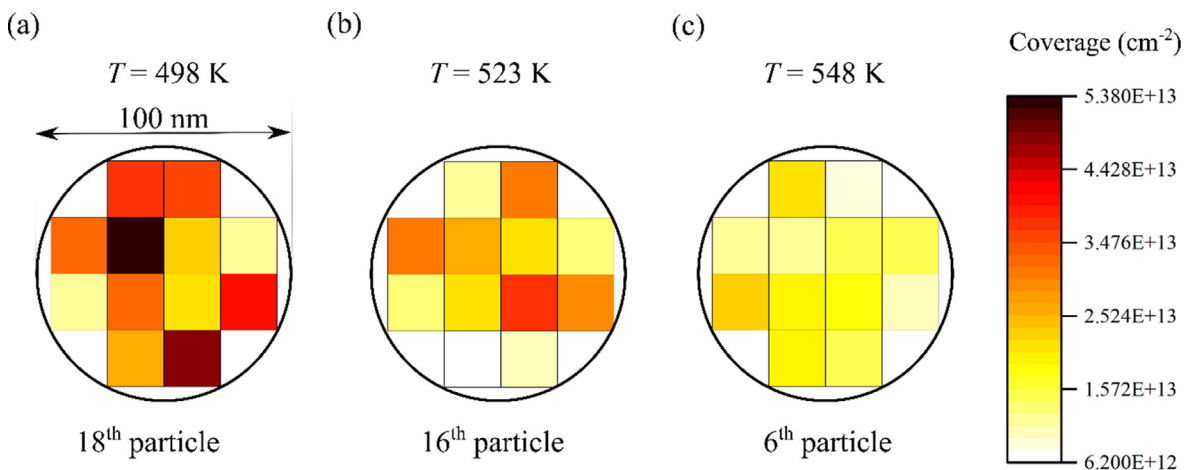 (a)
T = 498 K
100 nm
18th particle
(b)
T = 523 K
16th particle
(c)
T = 548 K
6th particle
Coverage (cm-2)
5.380E+13
4.428E+13
3.476E+13
2.524E+13
1.572E+13
6.200E+12